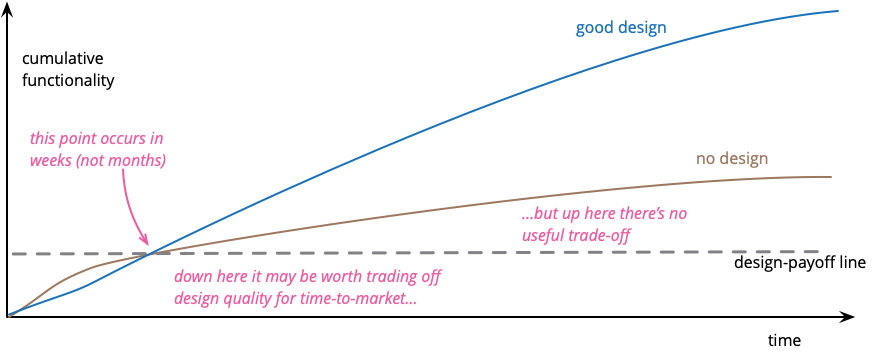 good design
cumulative
functionality
this point occurs in
weeks (not months)
no design
...but up here there's no
useful trade-off
design-payoff line
down here it may be worth trading off
design quality for time-to-market...
time